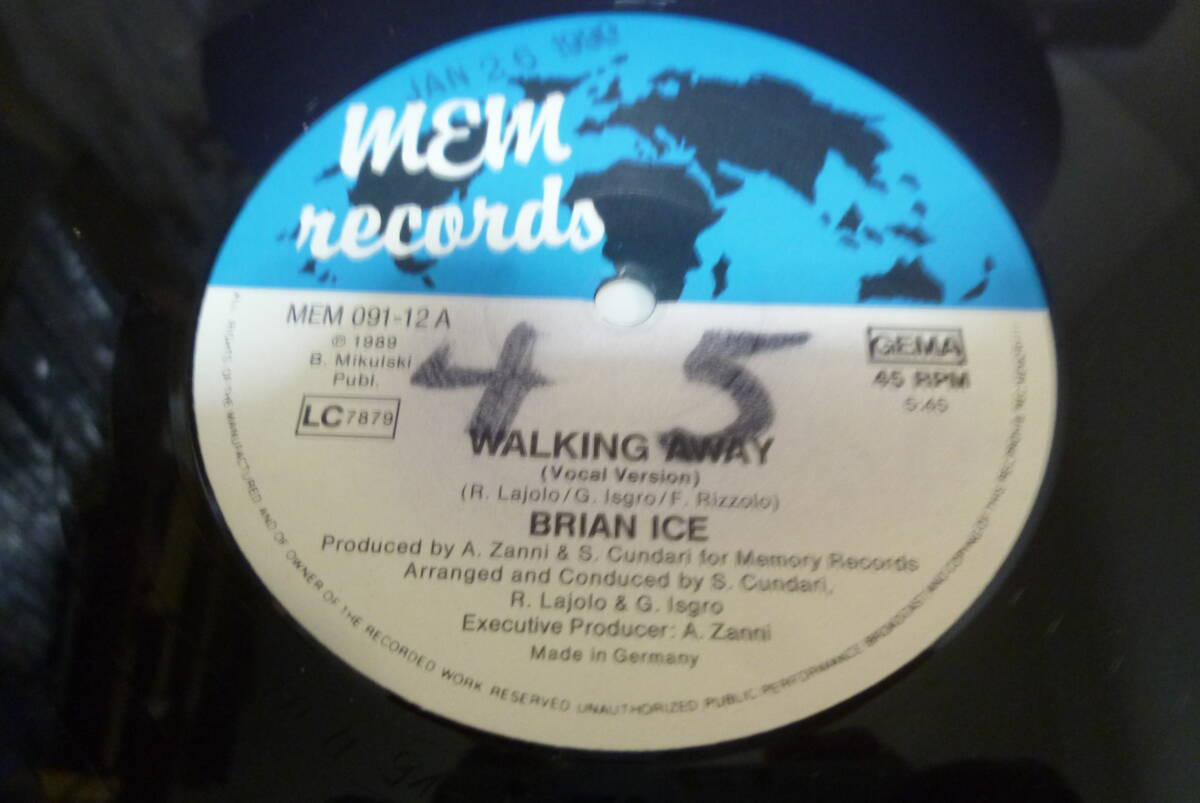 JAN 26 1990
MEM
records
MEM 091-12 A
℗ 1989
B. Mikulski
Publ.
LC 7879
GEMA
45 RPM
5:45
4 5
WALKING AWAY
(Vocal Version)
(R. Lajolo/G. Isgro/F. Rizzolo)
BRIAN ICE
Produced by A. Zanni & S. Cundari for Memory Records
Arranged and Conduced by S. Cundari,
R. Lajolo & G. Isgro
Executive Producer: A. Zanni
Made in Germany
ALL RIGHTS OF THE MANUFACTURER AND OF OWNER OF THE RECORDED WORK RESERVED UNAUTHORIZED PUBLIC PERFORMANCE BROADCAST AND COPYING OF THIS RECORDING